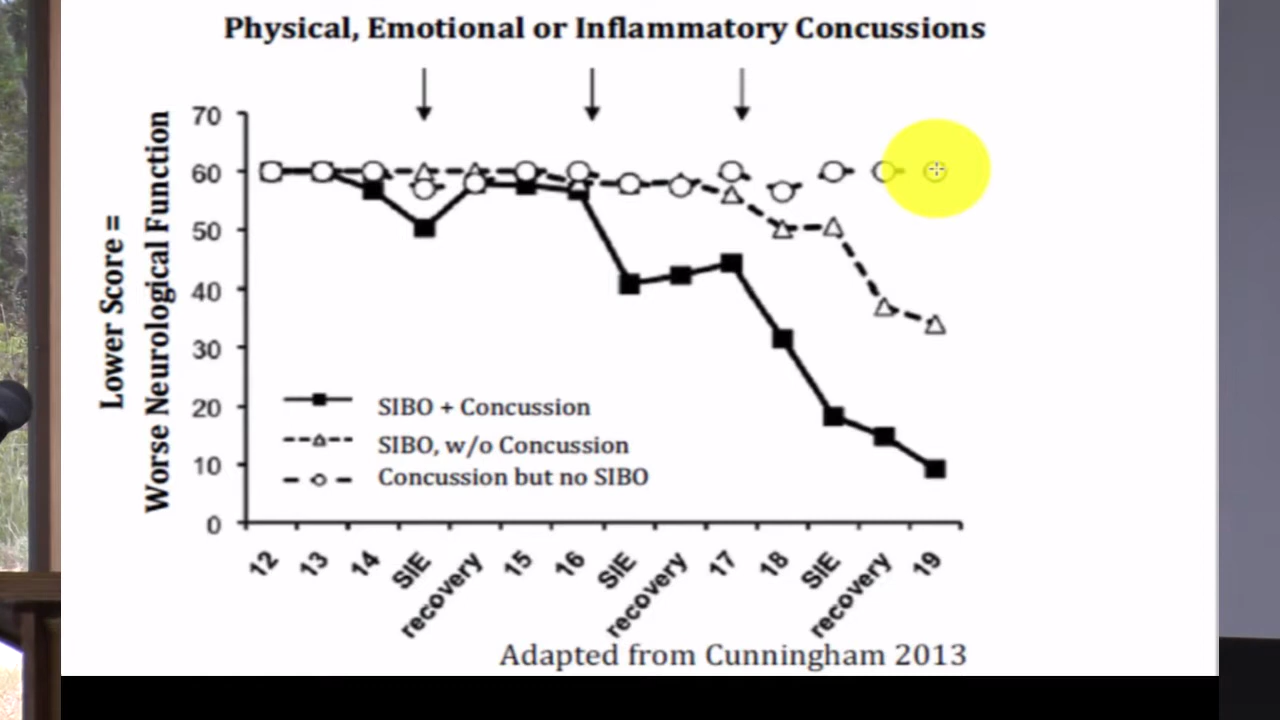 Physical, Emotional or Inflammatory Concussions
Lower Score =
Worse Neurological Function
70
60
50
40
30
20
10
0
SIBO + Concussion
SIBO, w/o Concussion
Concussion but no SIBO
12
13
14
SIE
recovery
15
16
SIE
recovery
17
18
SIE
recovery
19
Adapted from Cunningham 2013